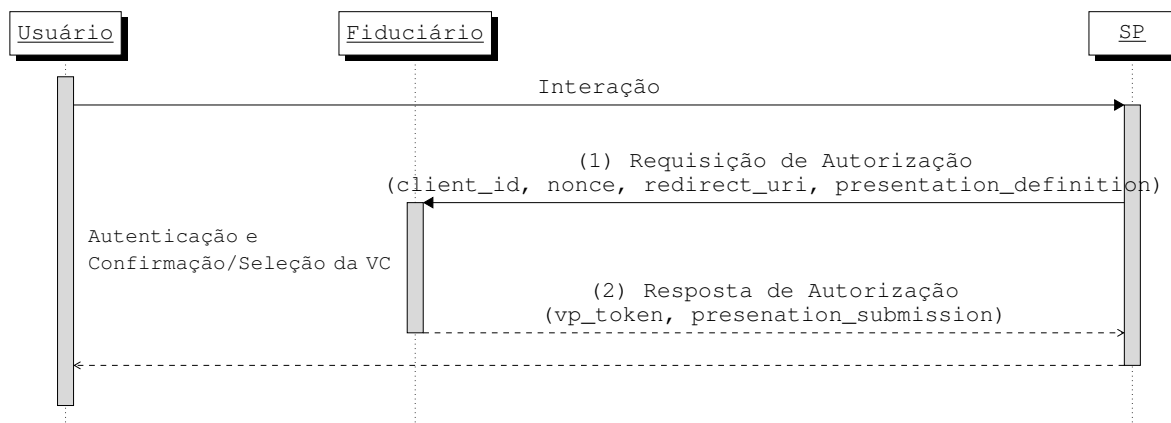 Usuário
Fiduciário
SP
Interação
(1) Requisição de Autorização
(client_id, nonce, redirect_uri, presentation_definition)
Autenticação e
Confirmação/Seleção da VC
(2) Resposta de Autorização
(vp_token, presenation_submission)